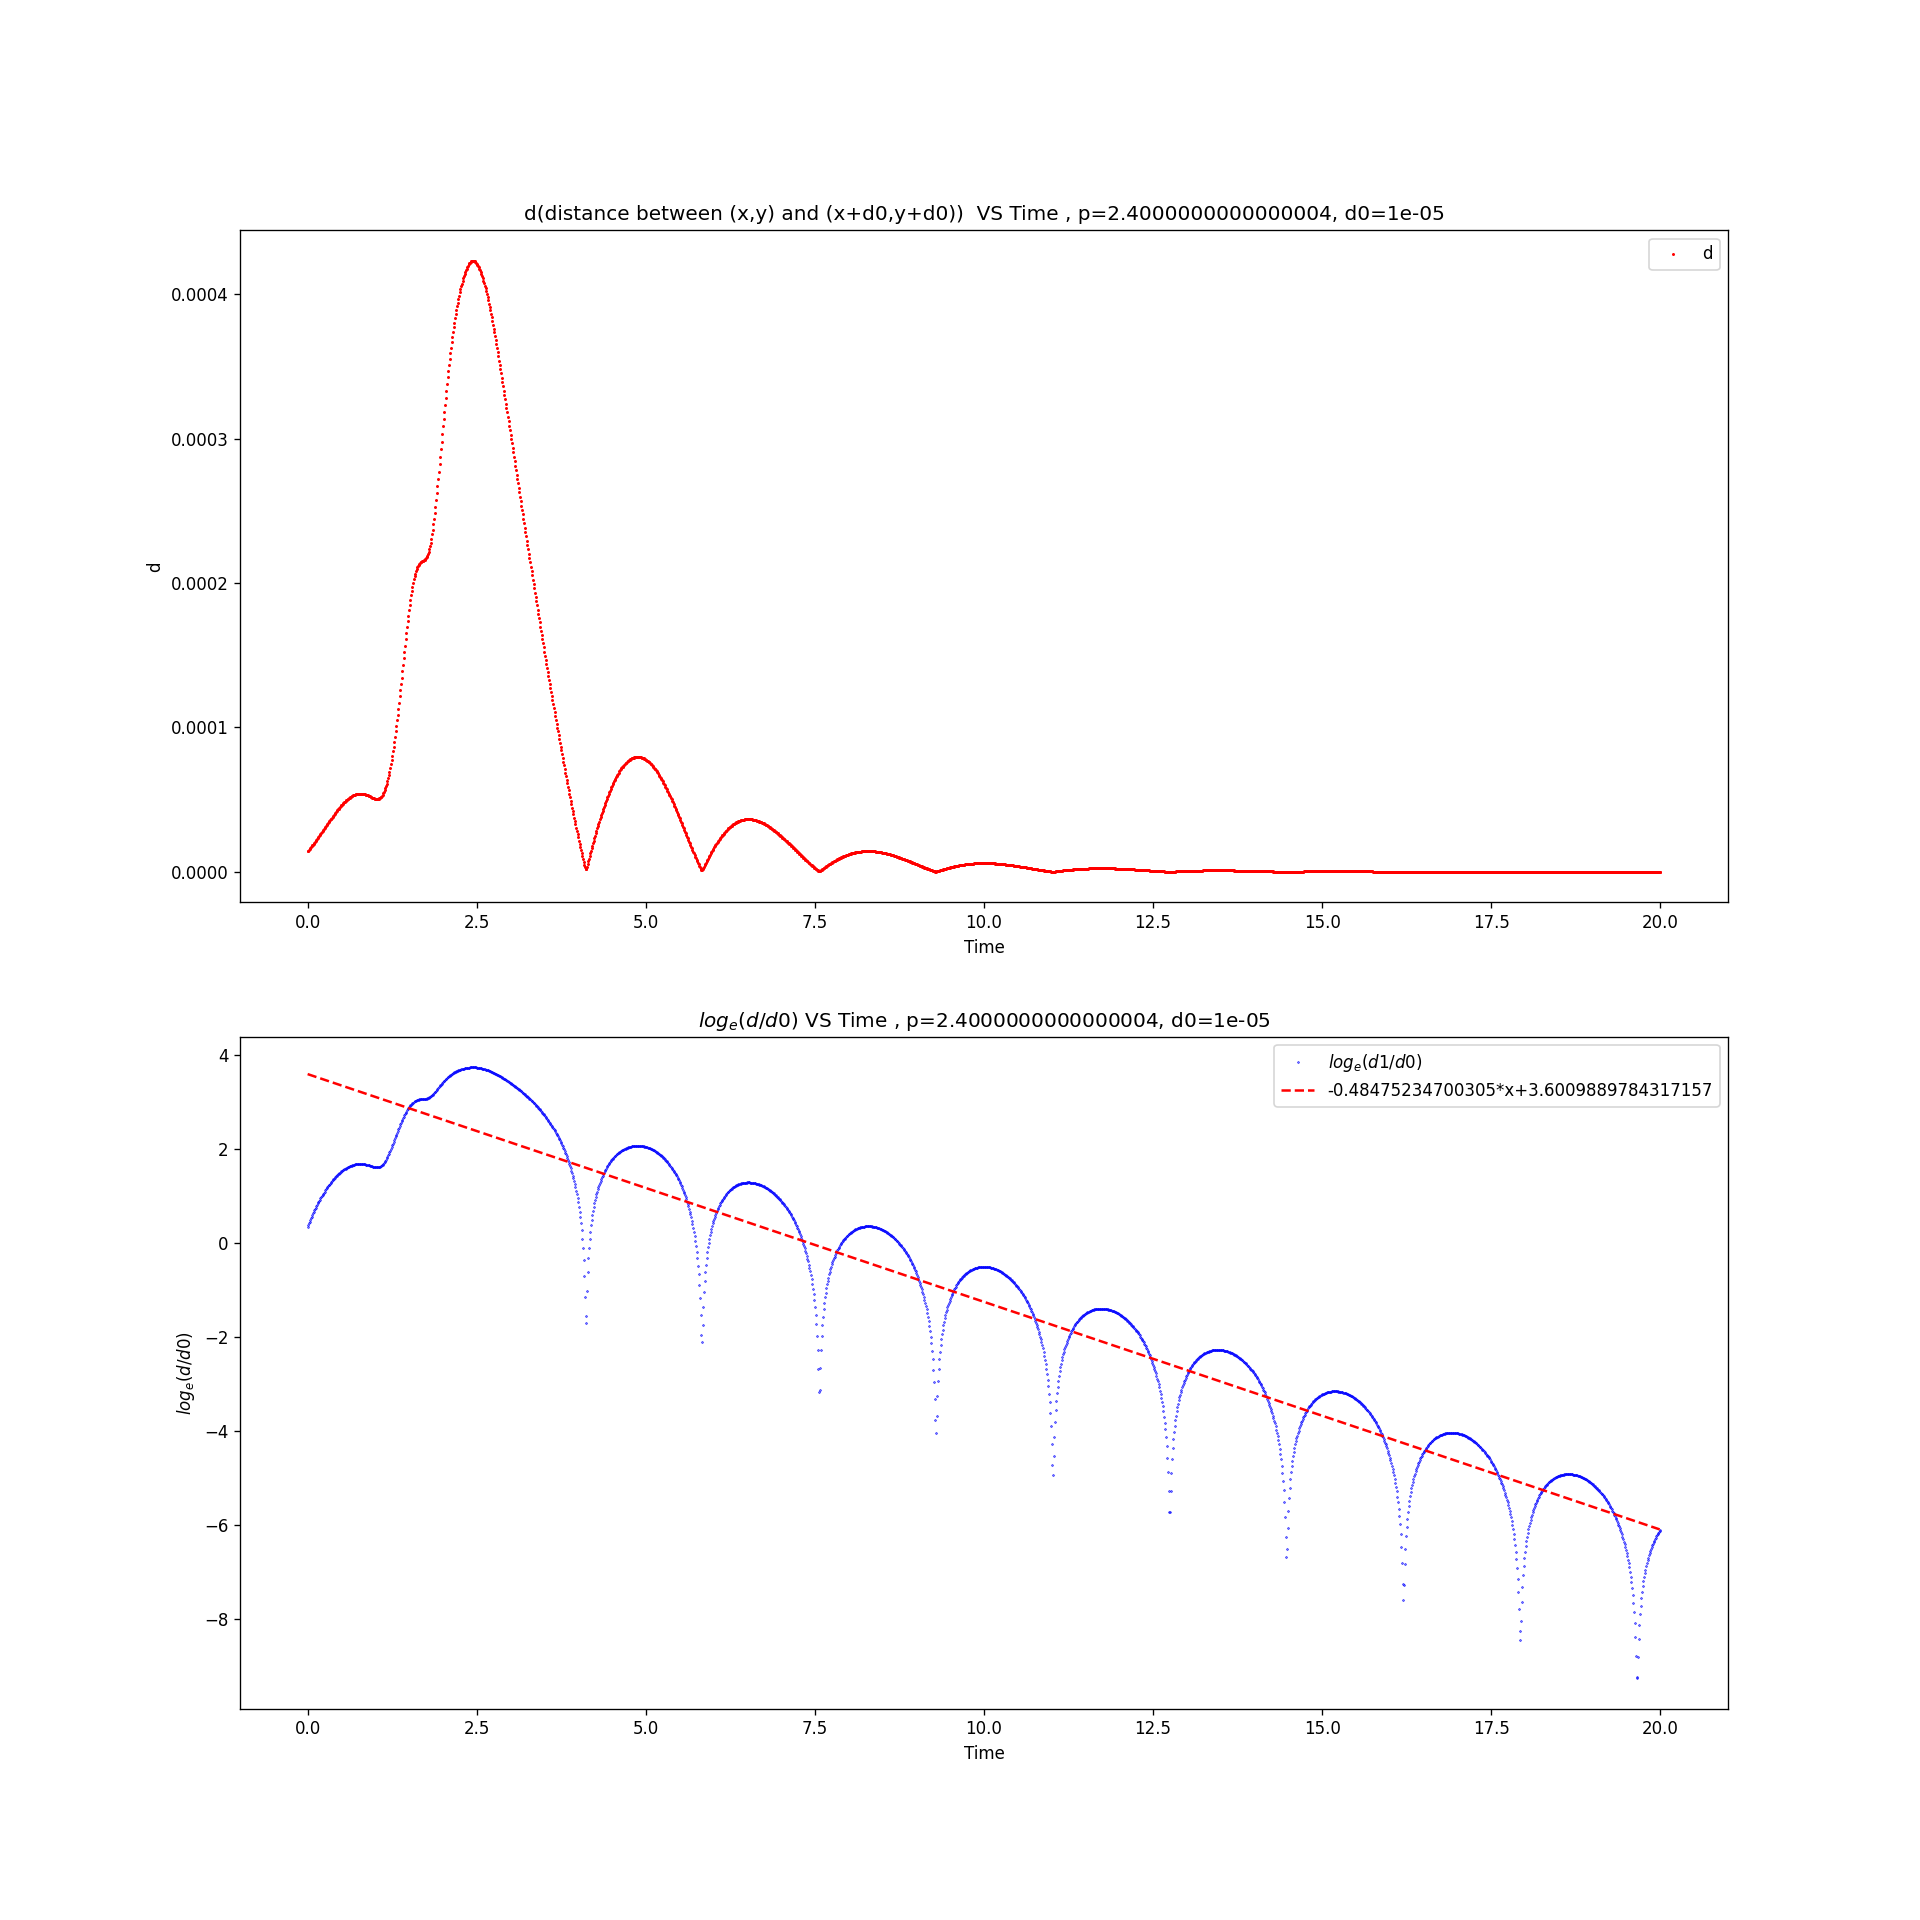 d(distance between (x,y) and (x+d0,y+d0))  VS Time , p=2.4000000000000004, d0=1e-05
d
0.0004
0.0003
d
0.0002
0.0001
0.0000
0.0 2.5 5.0 7.5 10.0 12.5 15.0 17.5 20.0
Time
log_e(d/d0) VS Time , p=2.4000000000000004, d0=1e-05
log_e(d1/d0)
-0.48475234700305*x+3.6009889784317157
4
2
0
−2
log_e(d/d0)
−4
−6
−8
0.0 2.5 5.0 7.5 10.0 12.5 15.0 17.5 20.0
Time